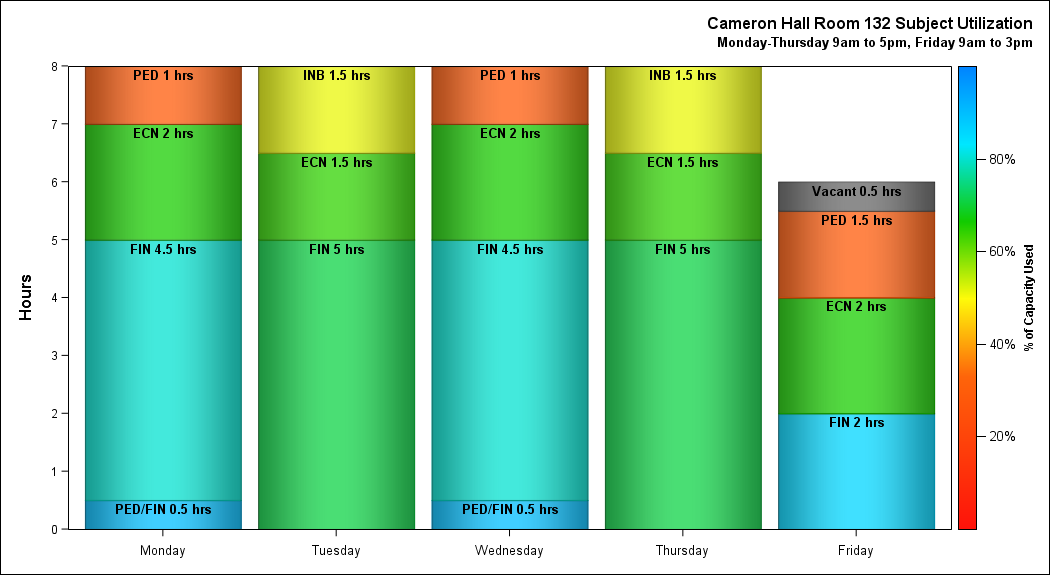 Cameron Hall Room 132 Subject Utilization
Monday-Thursday 9am to 5pm, Friday 9am to 3pm
Hours
8
7
6
5
4
3
2
1
0
PED 1 hrs
ECN 2 hrs
FIN 4.5 hrs
PED/FIN 0.5 hrs
INB 1.5 hrs
ECN 1.5 hrs
FIN 5 hrs
PED 1 hrs
ECN 2 hrs
FIN 4.5 hrs
PED/FIN 0.5 hrs
INB 1.5 hrs
ECN 1.5 hrs
FIN 5 hrs
Vacant 0.5 hrs
PED 1.5 hrs
ECN 2 hrs
FIN 2 hrs
Monday
Tuesday
Wednesday
Thursday
Friday
80%
60%
40%
20%
% of Capacity Used